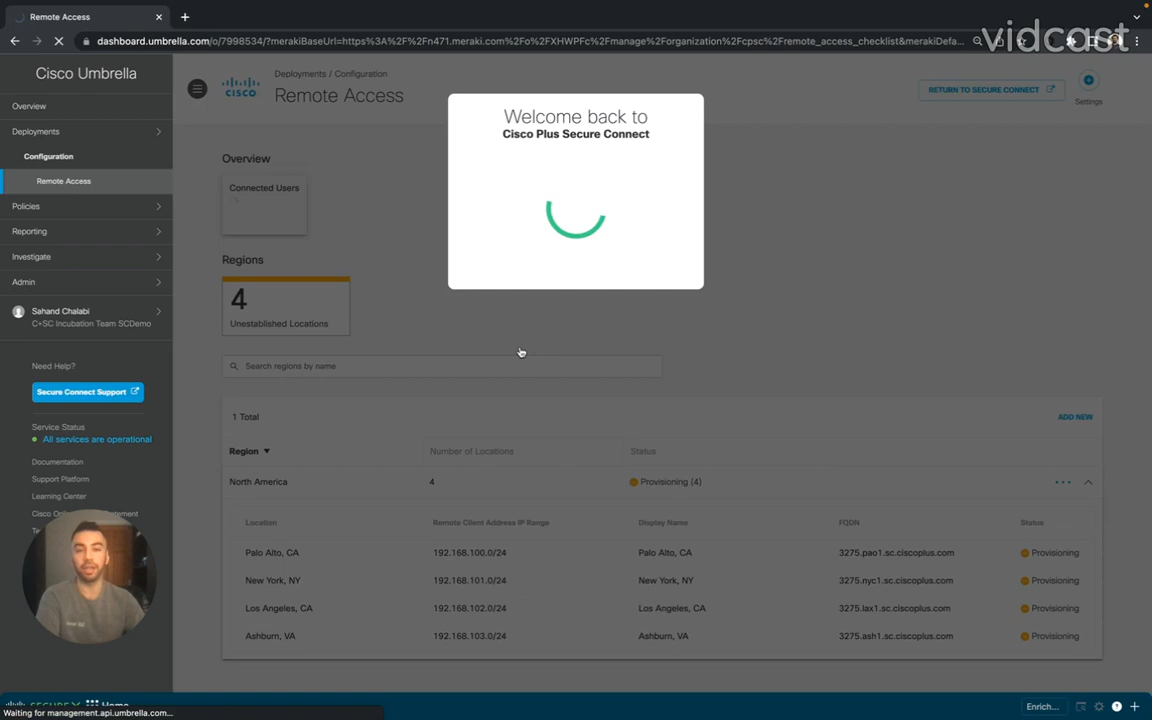 Remote Access
vidcast
dashboard.umbrella.com/o/7998534/?merakiBaseUrl=https%3A%2F%2Fn471.meraki.com%2Fo%2FXHWPFc%2Fmanage%2Forganization%2Fcpsc%2Fremote_access_checklist&merakiDefa...
Cisco Umbrella
Overview
Deployments
Configuration
Remote Access
Policies
Reporting
Investigate
Admin
Sahand Chalabi
C+SC Incubation Team SCDemo
Need Help?
Secure Connect Support
Service Status
All services are operational
Documentation
Support Platform
Learning Center
CISCO
Deployments / Configuration
Remote Access
RETURN TO SECURE CONNECT
Settings
Welcome back to
Cisco Plus Secure Connect
Overview
Connected Users
Regions
4
Unestablished Locations
Search regions by name
1 Total
ADD NEW
Region Number of Locations Status
North America 4 Provisioning (4)
Location Remote Client Address IP Range Display Name FQDN Status
Palo Alto, CA 192.168.100.0/24 Palo Alto, CA 3275.pao1.sc.ciscoplus.com Provisioning
New York, NY 192.168.101.0/24 New York, NY 3275.nyc1.sc.ciscoplus.com Provisioning
Los Angeles, CA 192.168.102.0/24 Los Angeles, CA 3275.lax1.sc.ciscoplus.com Provisioning
Ashburn, VA 192.168.103.0/24 Ashburn, VA 3275.ash1.sc.ciscoplus.com Provisioning
Enrich...
Waiting for management.api.umbrella.com...